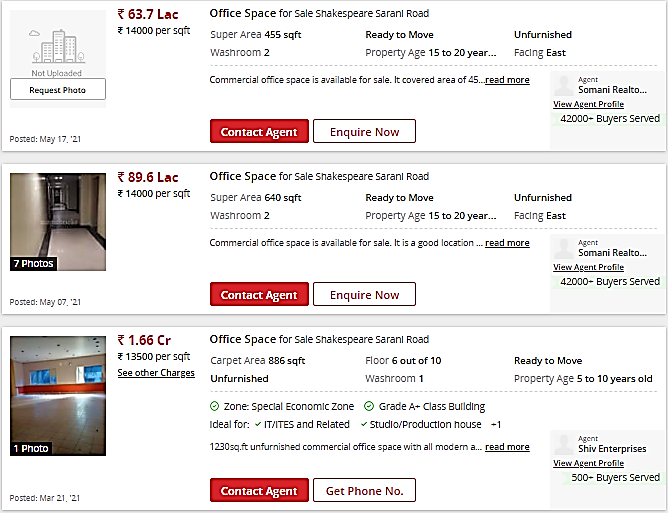 ₹ 63.7 Lac
₹ 14000 per sqft
Not Uploaded
Request Photo
Posted: May 17, '21
Office Space for Sale Shakespeare Sarani Road
Super Area 455 sqft
Ready to Move
Unfurnished
Washroom 2
Property Age 15 to 20 year...
Facing East
Commercial office space is available for sale. It covered area of 45...read more
Agent
Somani Realto...
View Agent Profile
42000+ Buyers Served
Contact Agent
Enquire Now
₹ 89.6 Lac
₹ 14000 per sqft
7 Photos
Posted: May 07, '21
Office Space for Sale Shakespeare Sarani Road
Super Area 640 sqft
Ready to Move
Unfurnished
Washroom 2
Property Age 15 to 20 year...
Facing East
Commercial office space is available for sale. It is a good location ... read more
Agent
Somani Realto...
View Agent Profile
42000+ Buyers Served
Contact Agent
Enquire Now
₹ 1.66 Cr
₹ 13500 per sqft
See other Charges
1 Photo
Posted: Mar 21, '21
Office Space for Sale Shakespeare Sarani Road
Carpet Area 886 sqft
Floor 6 out of 10
Ready to Move
Unfurnished
Washroom 1
Property Age 5 to 10 years old
Zone: Special Economic Zone
Grade A+ Class Building
Ideal for: ✓ IT/ITES and Related ✓ Studio/Production house +1
1230sq.ft unfurnished commercial office space with all modern a... read more
Agent
Shiv Enterprises
View Agent Profile
500+ Buyers Served
Contact Agent
Get Phone No.